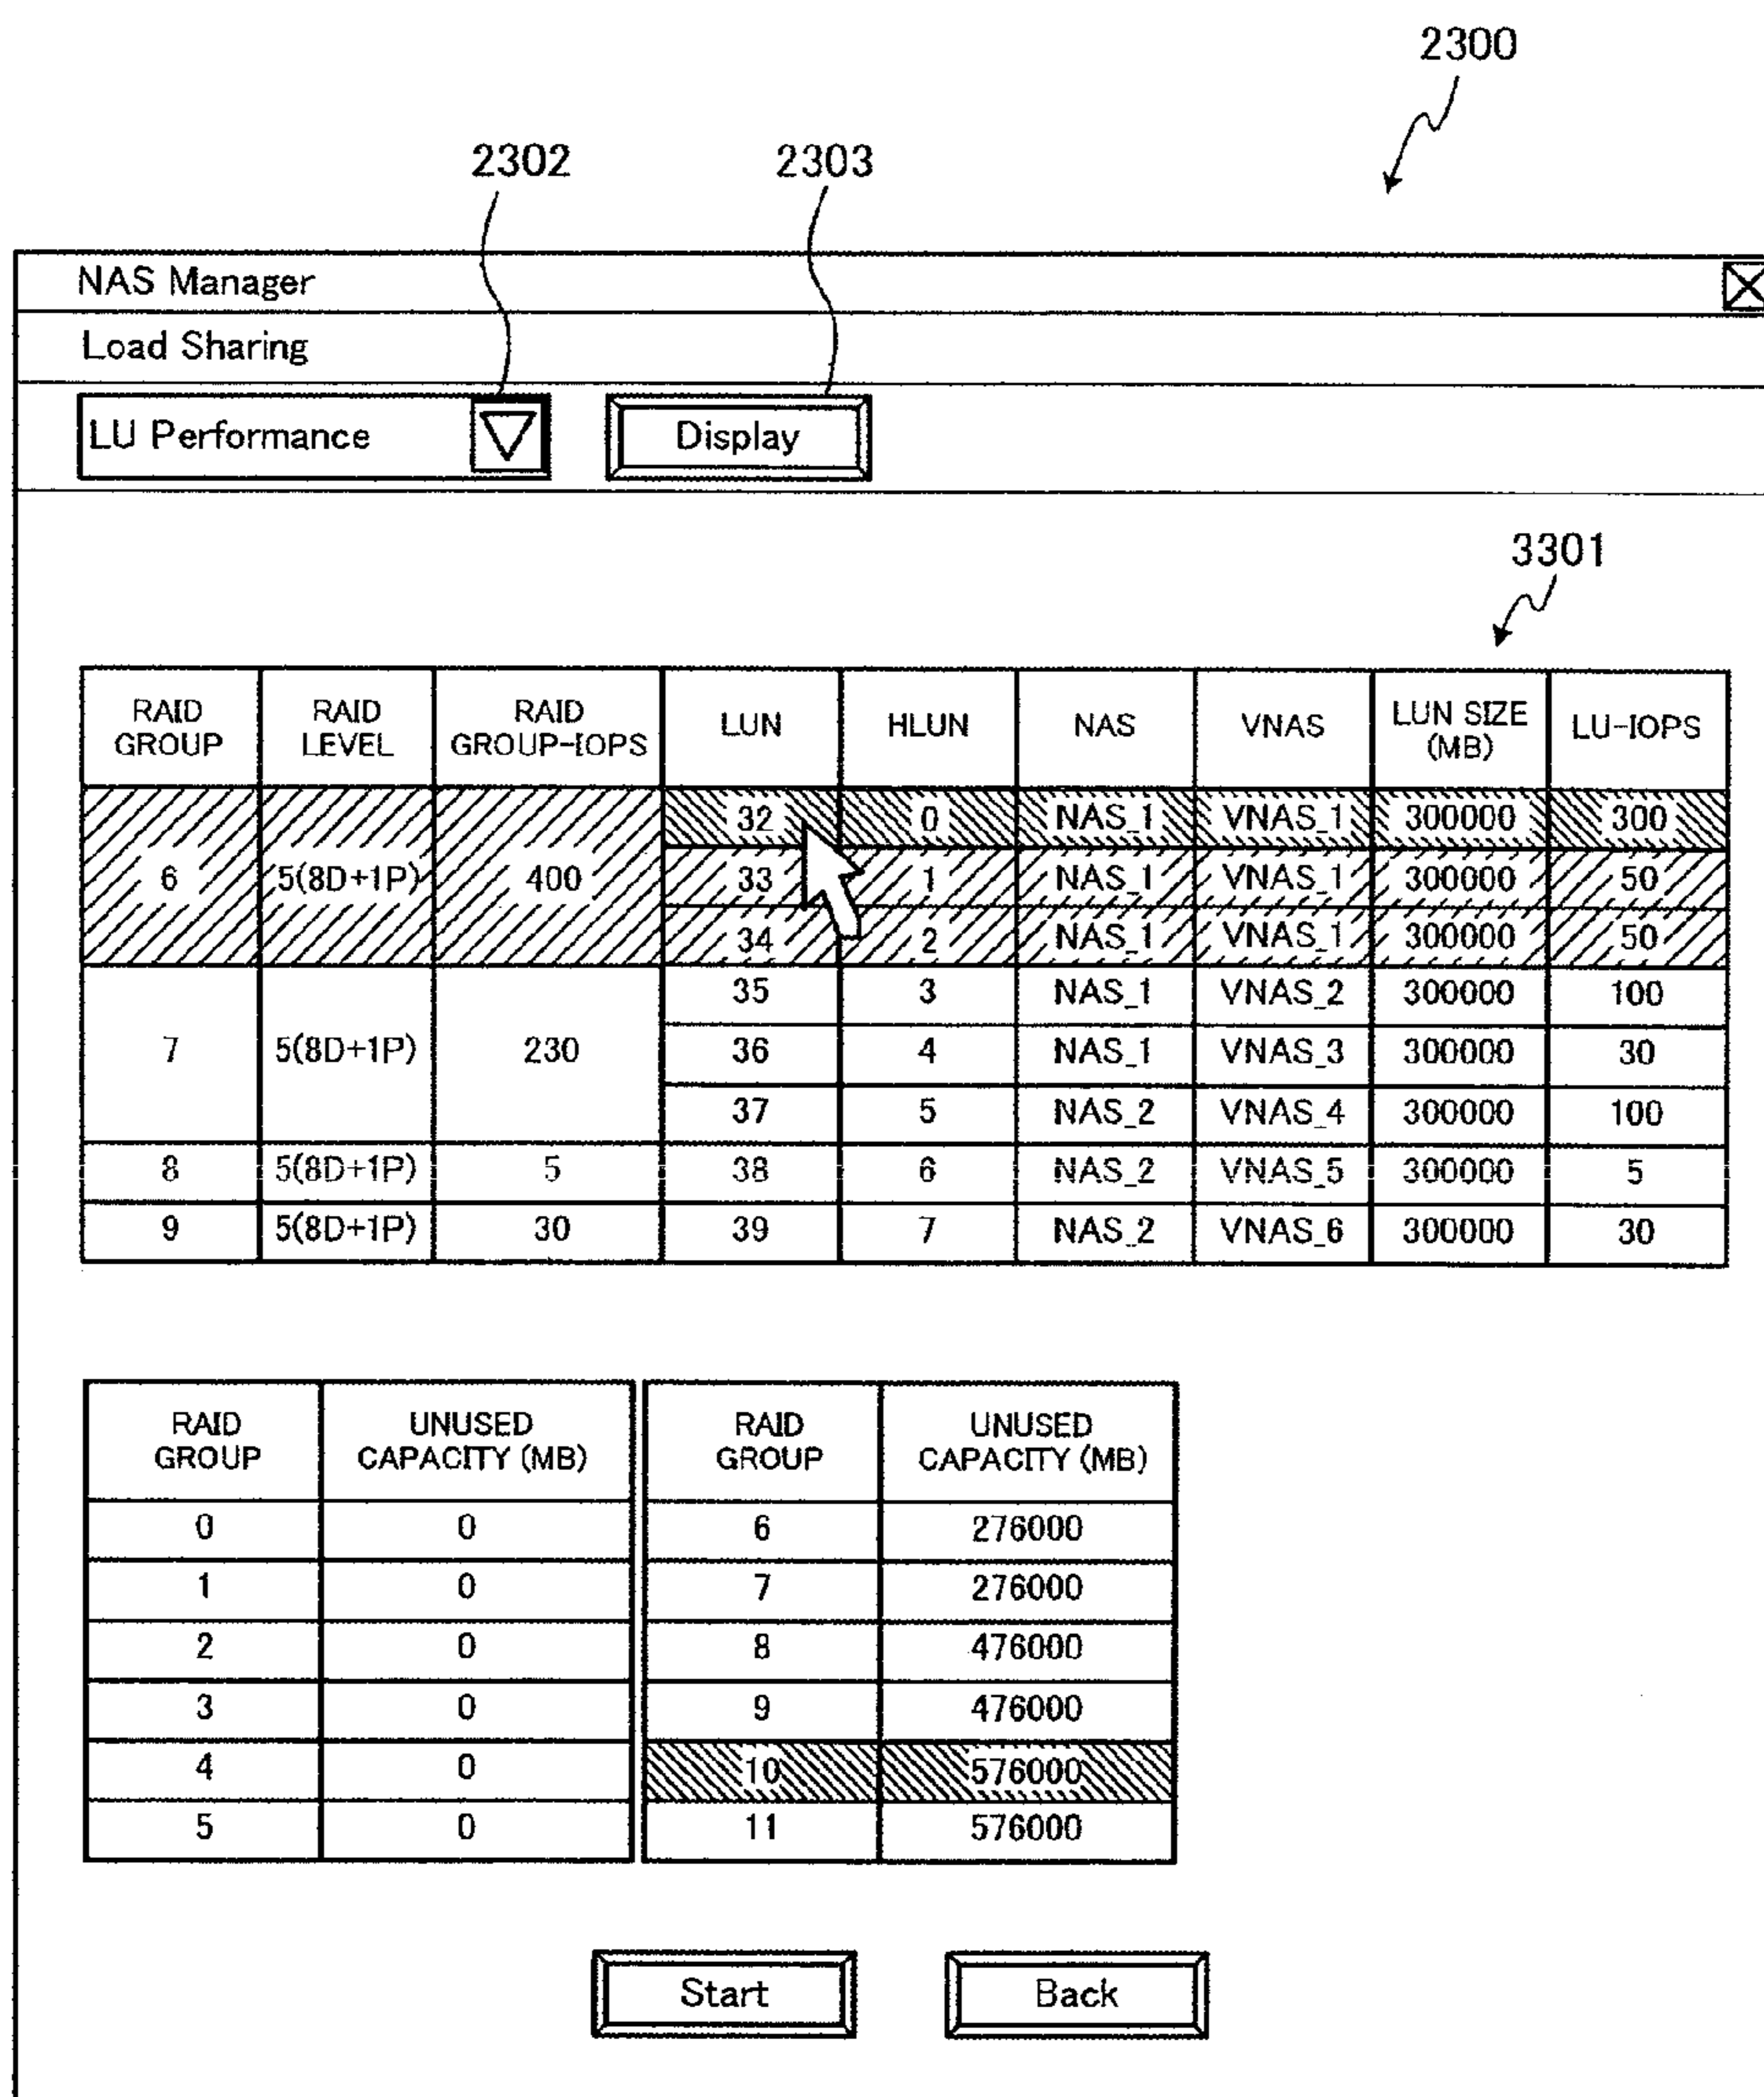 2300
2302 2303
NAS Manager
Load Sharing
LU Performance Display
3301
RAID GROUP RAID LEVEL RAID GROUP-IOPS LUN HLUN NAS VNAS LUN SIZE (MB) LU-IOPS
6 5(8D+1P) 400 32 0 NAS_1 VNAS_1 300000 300
33 1 NAS_1 VNAS_1 300000 50
34 2 NAS_1 VNAS_1 300000 50
7 5(8D+1P) 230 35 3 NAS_1 VNAS_2 300000 100
36 4 NAS_1 VNAS_3 300000 30
37 5 NAS_2 VNAS_4 300000 100
8 5(8D+1P) 5 38 6 NAS_2 VNAS_5 300000 5
9 5(8D+1P) 30 39 7 NAS_2 VNAS_6 300000 30
RAID GROUP UNUSED CAPACITY (MB) RAID GROUP UNUSED CAPACITY (MB)
0 0 6 276000
1 0 7 276000
2 0 8 476000
3 0 9 476000
4 0 10 576000
5 0 11 576000
Start Back